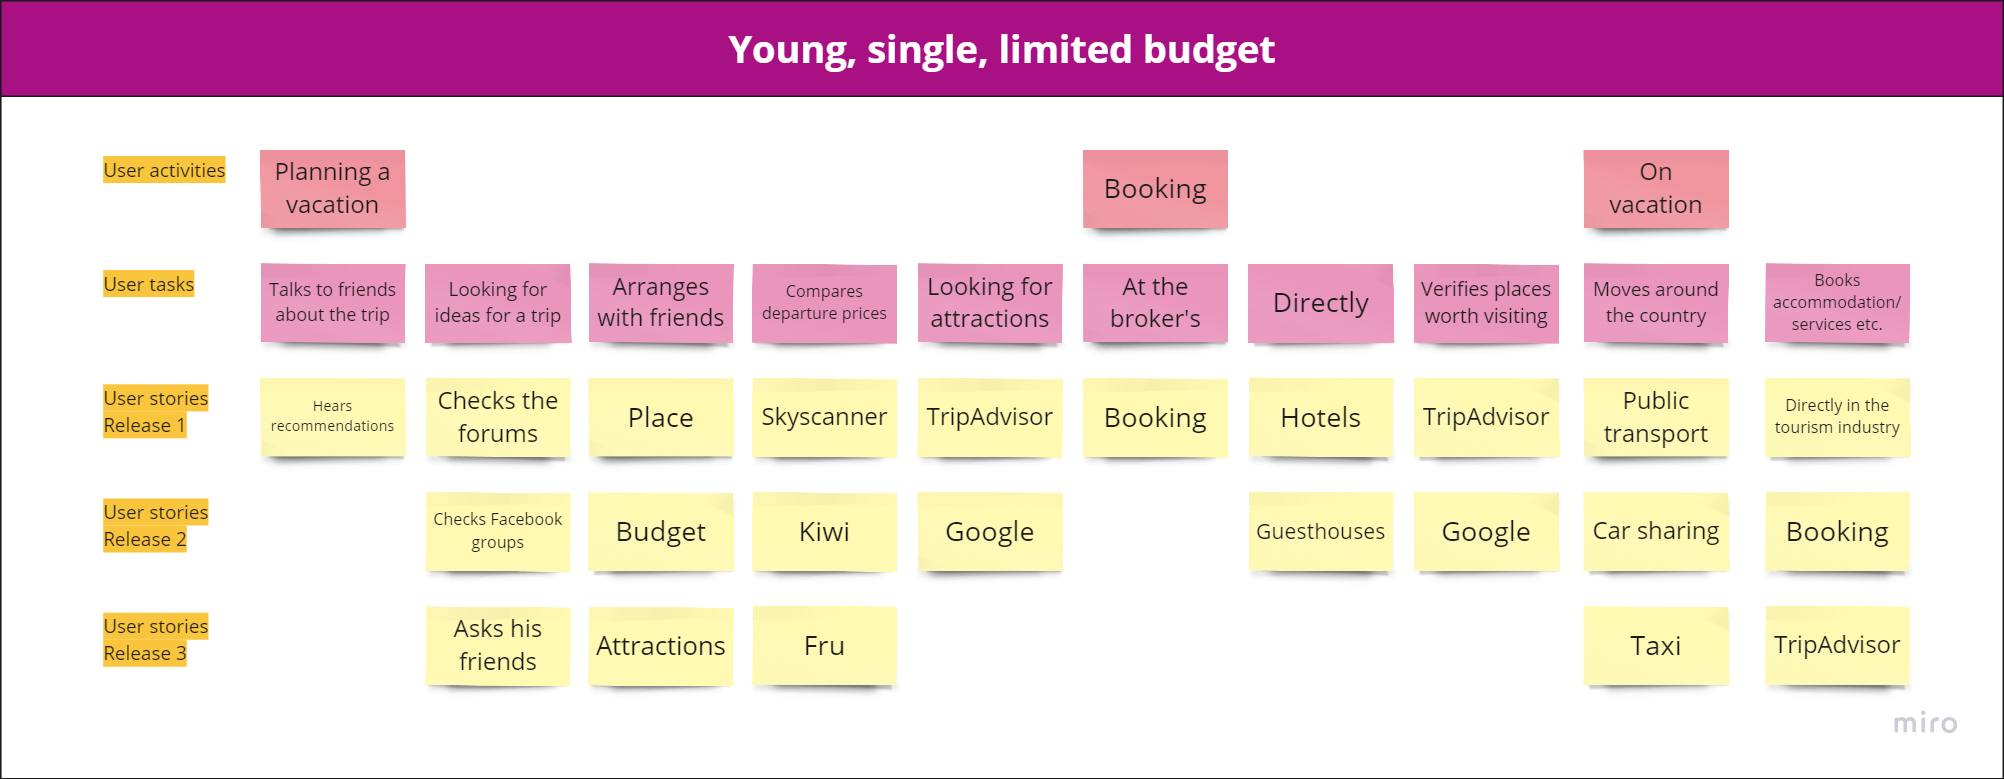 Young, single, limited budget
User activities
Planning a
vacation
Booking
On
vacation
User tasks
Talks to friends
about the trip
Looking for
ideas for a trip
Arranges
with friends
Compares
departure prices
Looking for
attractions
At the
broker's
Directly
Verifies places
worth visiting
Moves around
the country
Books
accommodation/
services etc.
User stories
Release 1
Hears
recommendations
Checks the
forums
Place
Skyscanner
TripAdvisor
Booking
Hotels
TripAdvisor
Public
transport
Directly in the
tourism industry
User stories
Release 2
Checks Facebook
groups
Budget
Kiwi
Google
Guesthouses
Google
Car sharing
Booking
User stories
Release 3
Asks his
friends
Attractions
Fru
Taxi
TripAdvisor
miro